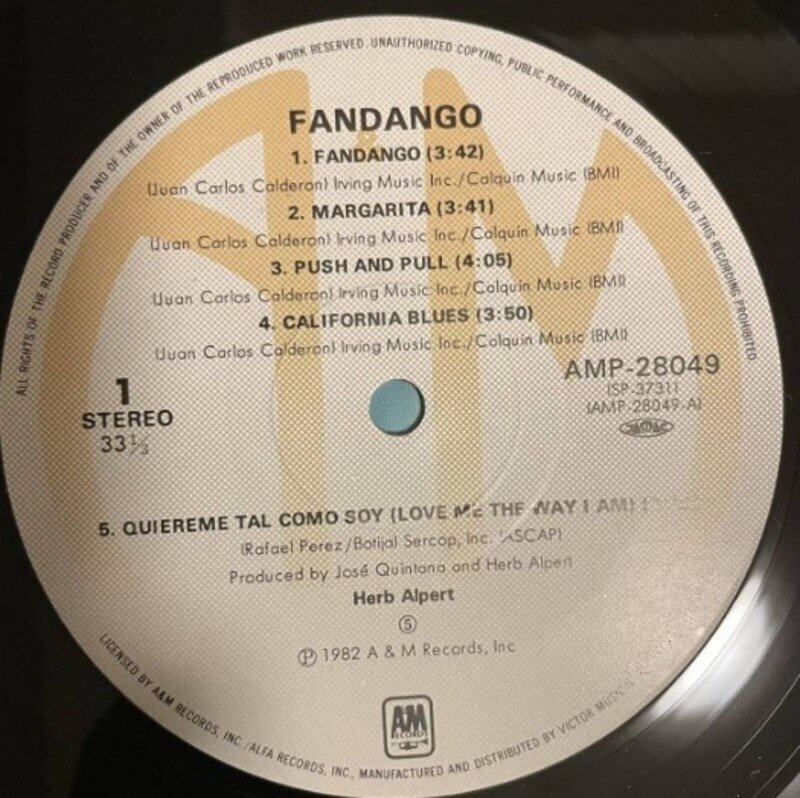 ALL RIGHTS OF THE RECORD PRODUCER AND OF THE OWNER OF THE REPRODUCED WORK RESERVED. UNAUTHORIZED COPYING, PUBLIC PERFORMANCE AND BROADCASTING OF THIS RECORDING PROHIBITED
FANDANGO
1. FANDANGO (3:42)
(Juan Carlos Calderon) Irving Music Inc./Calquin Music (BMI)
2. MARGARITA (3:41)
(Juan Carlos Calderon) Irving Music Inc./Calquin Music (BMI)
3. PUSH AND PULL (4:05)
(Juan Carlos Calderon) Irving Music Inc./Calquin Music (BMI)
4. CALIFORNIA BLUES (3:50)
(Juan Carlos Calderon) Irving Music Inc./Calquin Music (BMI)
1
STEREO
33⅓
AMP-28049
(SP-3731)
(AMP-28049-A)
JASRAC
5. QUIEREME TAL COMO SOY (LOVE ME THE WAY I AM)
(Rafael Perez/Botijal Sercop, Inc. (ASCAP)
Produced by José Quintana and Herb Alpert
Herb Alpert
⑤
℗ 1982 A & M Records, Inc
A&M
RECORDS
LICENSED BY A&M RECORDS, INC./ALFA RECORDS, INC., MANUFACTURED AND DISTRIBUTED BY VICTOR